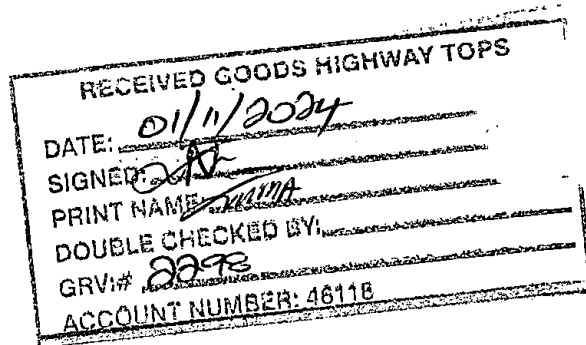 RECEIVED GOODS HIGHWAY TOPS
DATE: 01/11/2024
SIGNED:
PRINT NAME:
DOUBLE CHECKED BY:
GRV:# 2298
ACCOUNT NUMBER: 46118